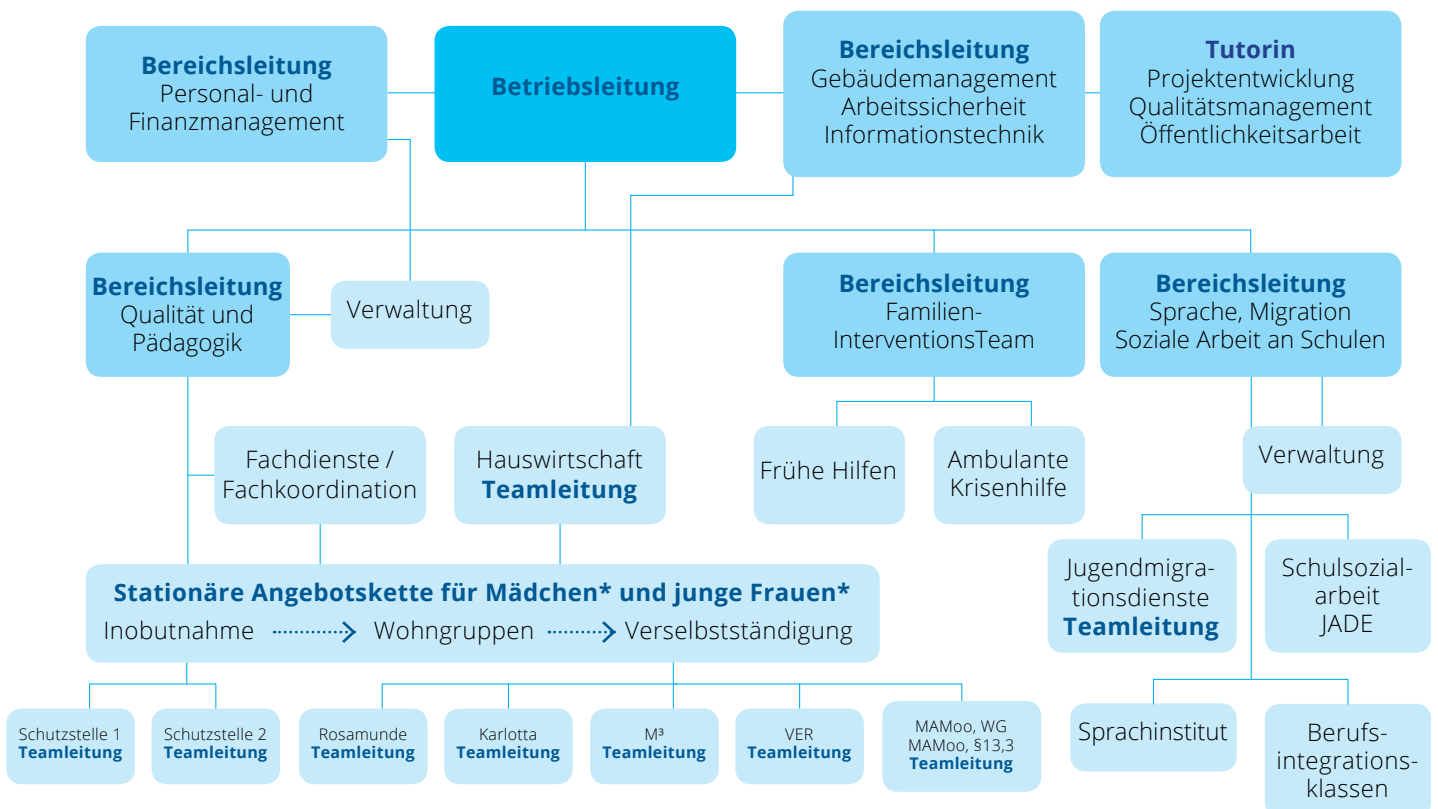 Bereichsleitung
Personal- und
Finanzmanagement
Betriebsleitung
Bereichsleitung
Gebäudemanagement
Arbeitssicherheit
Informationstechnik
Tutorin
Projektentwicklung
Qualitätsmanagement
Öffentlichkeitsarbeit
Bereichsleitung
Qualität und
Pädagogik
Verwaltung
Bereichsleitung
Familien-
InterventionsTeam
Bereichsleitung
Sprache, Migration
Soziale Arbeit an Schulen
Fachdienste /
Fachkoordination
Hauswirtschaft
Teamleitung
Frühe Hilfen
Ambulante
Krisenhilfe
Verwaltung
Stationäre Angebotskette für Mädchen* und junge Frauen*
Inobutnahme Wohngruppen Verselbstständigung
Jugendmigra-
tionsdienste
Teamleitung
Schulsozial-
arbeit
JADE
Schutzstelle 1
Teamleitung
Schutzstelle 2
Teamleitung
Rosamunde
Teamleitung
Karlotta
Teamleitung
M³
Teamleitung
VER
Teamleitung
MAMoo, WG
MAMoo, §13,3
Teamleitung
Sprachinstitut
Berufs-
integrations-
klassen